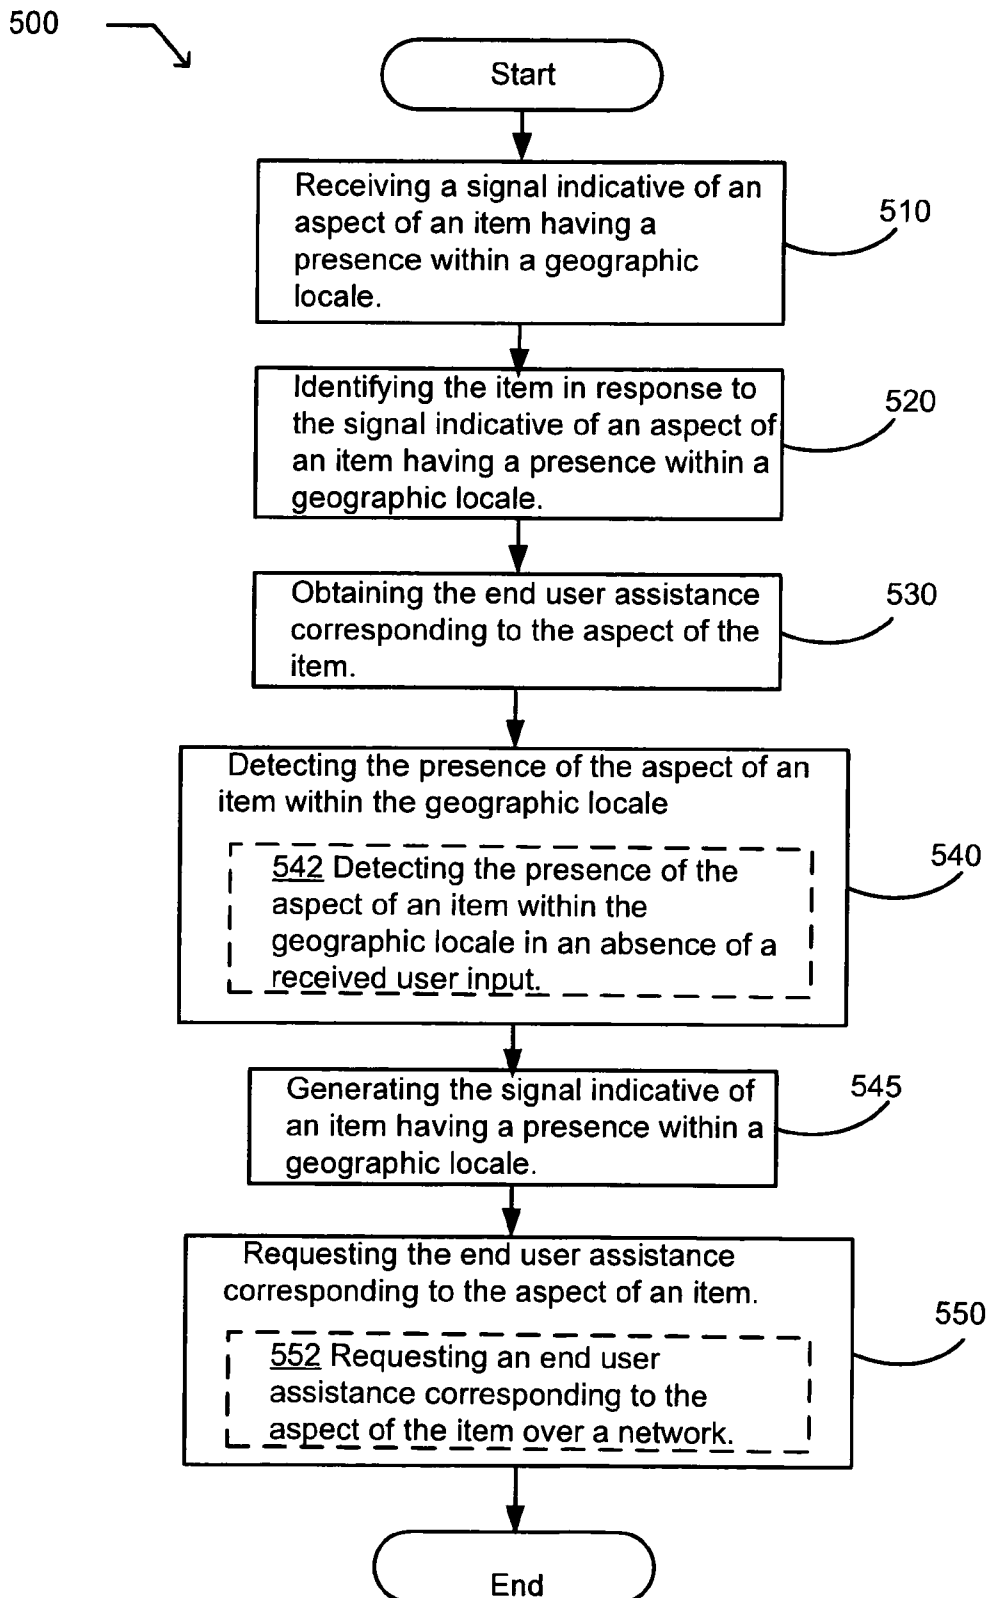 500
Start
Receiving a signal indicative of an
aspect of an item having a
presence within a geographic
locale.
510
Identifying the item in response to
the signal indicative of an aspect of
an item having a presence within a
geographic locale.
520
Obtaining the end user assistance
corresponding to the aspect of the
item.
530
Detecting the presence of the aspect of an
item within the geographic locale
542 Detecting the presence of the
aspect of an item within the
geographic locale in an absence of a
received user input.
540
Generating the signal indicative of
an item having a presence within a
geographic locale.
545
Requesting the end user assistance
corresponding to the aspect of an item.
552 Requesting an end user
assistance corresponding to the
aspect of the item over a network.
550
End